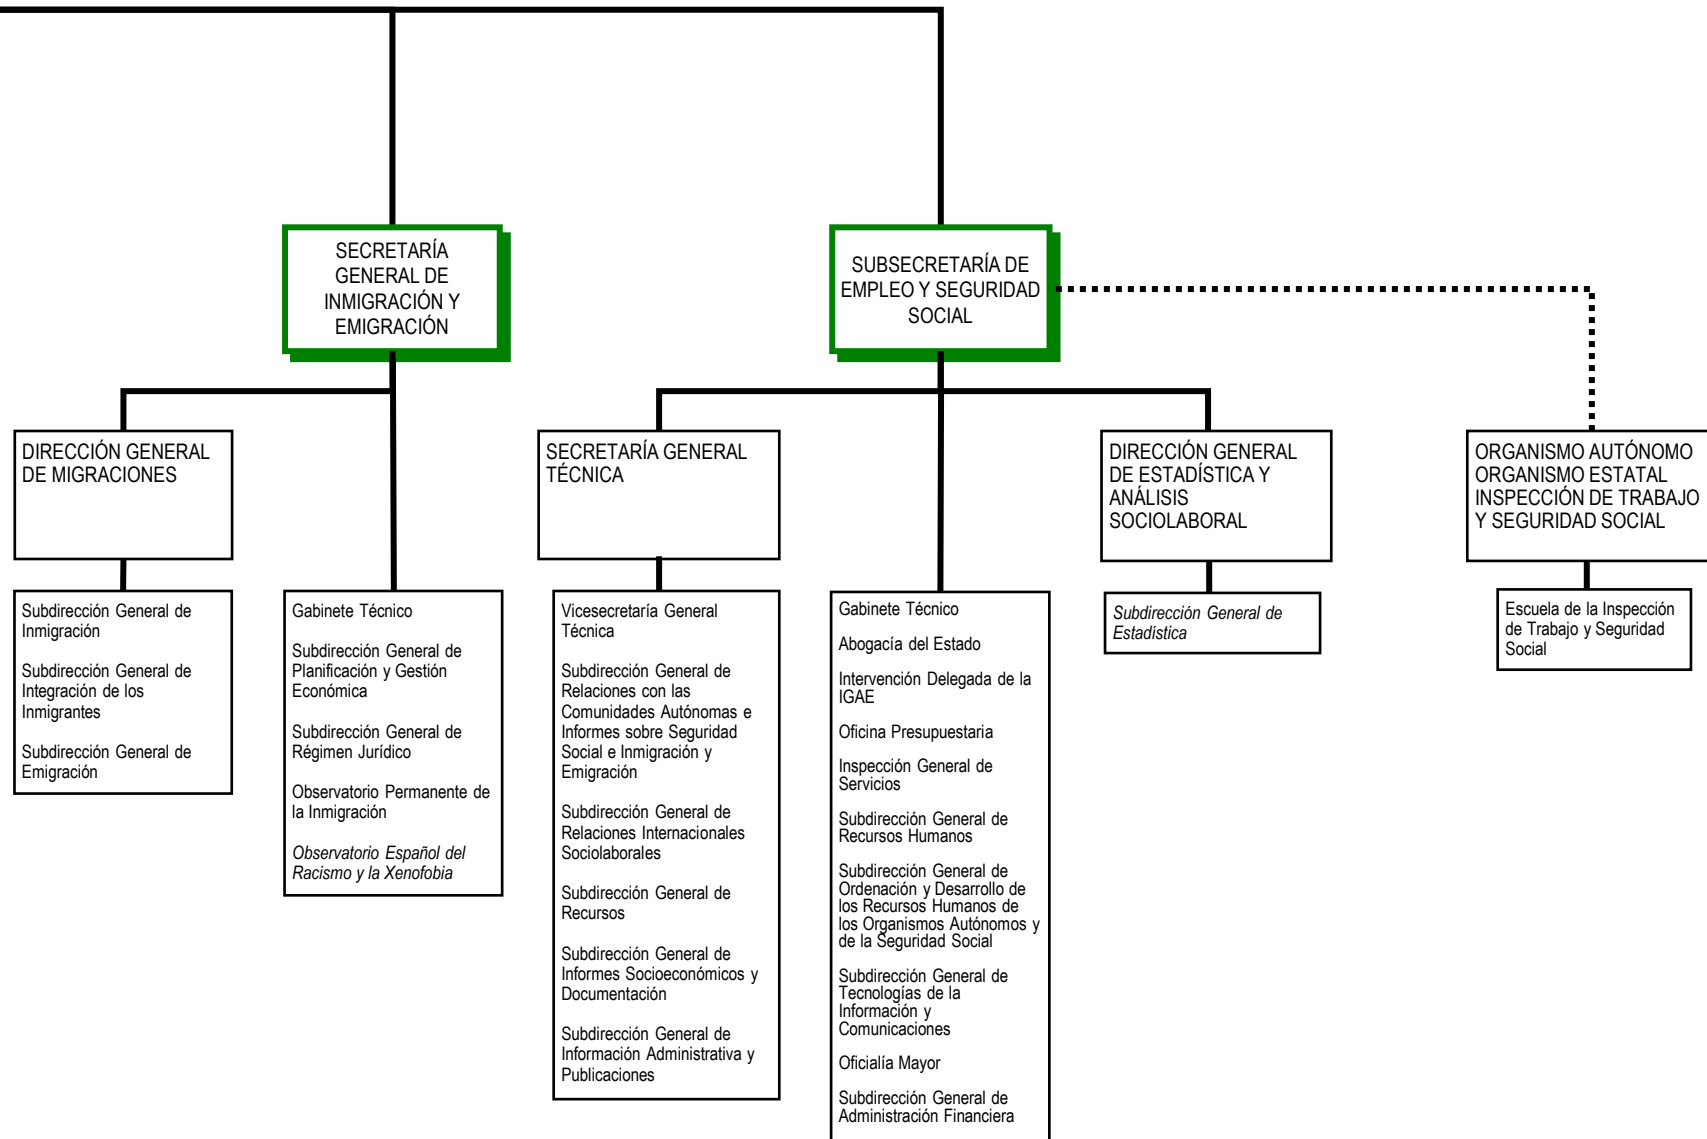 SECRETARÍA
GENERAL DE
INMIGRACIÓN Y
EMIGRACIÓN
SUBSECRETARÍA DE
EMPLEO Y SEGURIDAD
SOCIAL
DIRECCIÓN GENERAL
DE MIGRACIONES
SECRETARÍA GENERAL
TÉCNICA
DIRECCIÓN GENERAL
DE ESTADÍSTICA Y
ANÁLISIS
SOCIOLABORAL
ORGANISMO AUTÓNOMO
ORGANISMO ESTATAL
INSPECCIÓN DE TRABAJO
Y SEGURIDAD SOCIAL
Subdirección General de
Inmigración
Subdirección General de
Integración de los
Inmigrantes
Subdirección General de
Emigración
Gabinete Técnico
Subdirección General de
Planificación y Gestión
Económica
Subdirección General de
Régimen Jurídico
Observatorio Permanente de
la Inmigración
Observatorio Español del
Racismo y la Xenofobia
Vicesecretaría General
Técnica
Subdirección General de
Relaciones con las
Comunidades Autónomas e
Informes sobre Seguridad
Social e Inmigración y
Emigración
Subdirección General de
Relaciones Internacionales
Sociolaborales
Subdirección General de
Recursos
Subdirección General de
Informes Socioeconómicos y
Documentación
Subdirección General de
Información Administrativa y
Publicaciones
Gabinete Técnico
Abogacía del Estado
Intervención Delegada de la
IGAE
Oficina Presupuestaria
Inspección General de
Servicios
Subdirección General de
Recursos Humanos
Subdirección General de
Ordenación y Desarrollo de
los Recursos Humanos de
los Organismos Autónomos y
de la Seguridad Social
Subdirección General de
Tecnologías de la
Información y
Comunicaciones
Oficialía Mayor
Subdirección General de
Administración Financiera
Subdirección General de
Estadística
Escuela de la Inspección
de Trabajo y Seguridad
Social